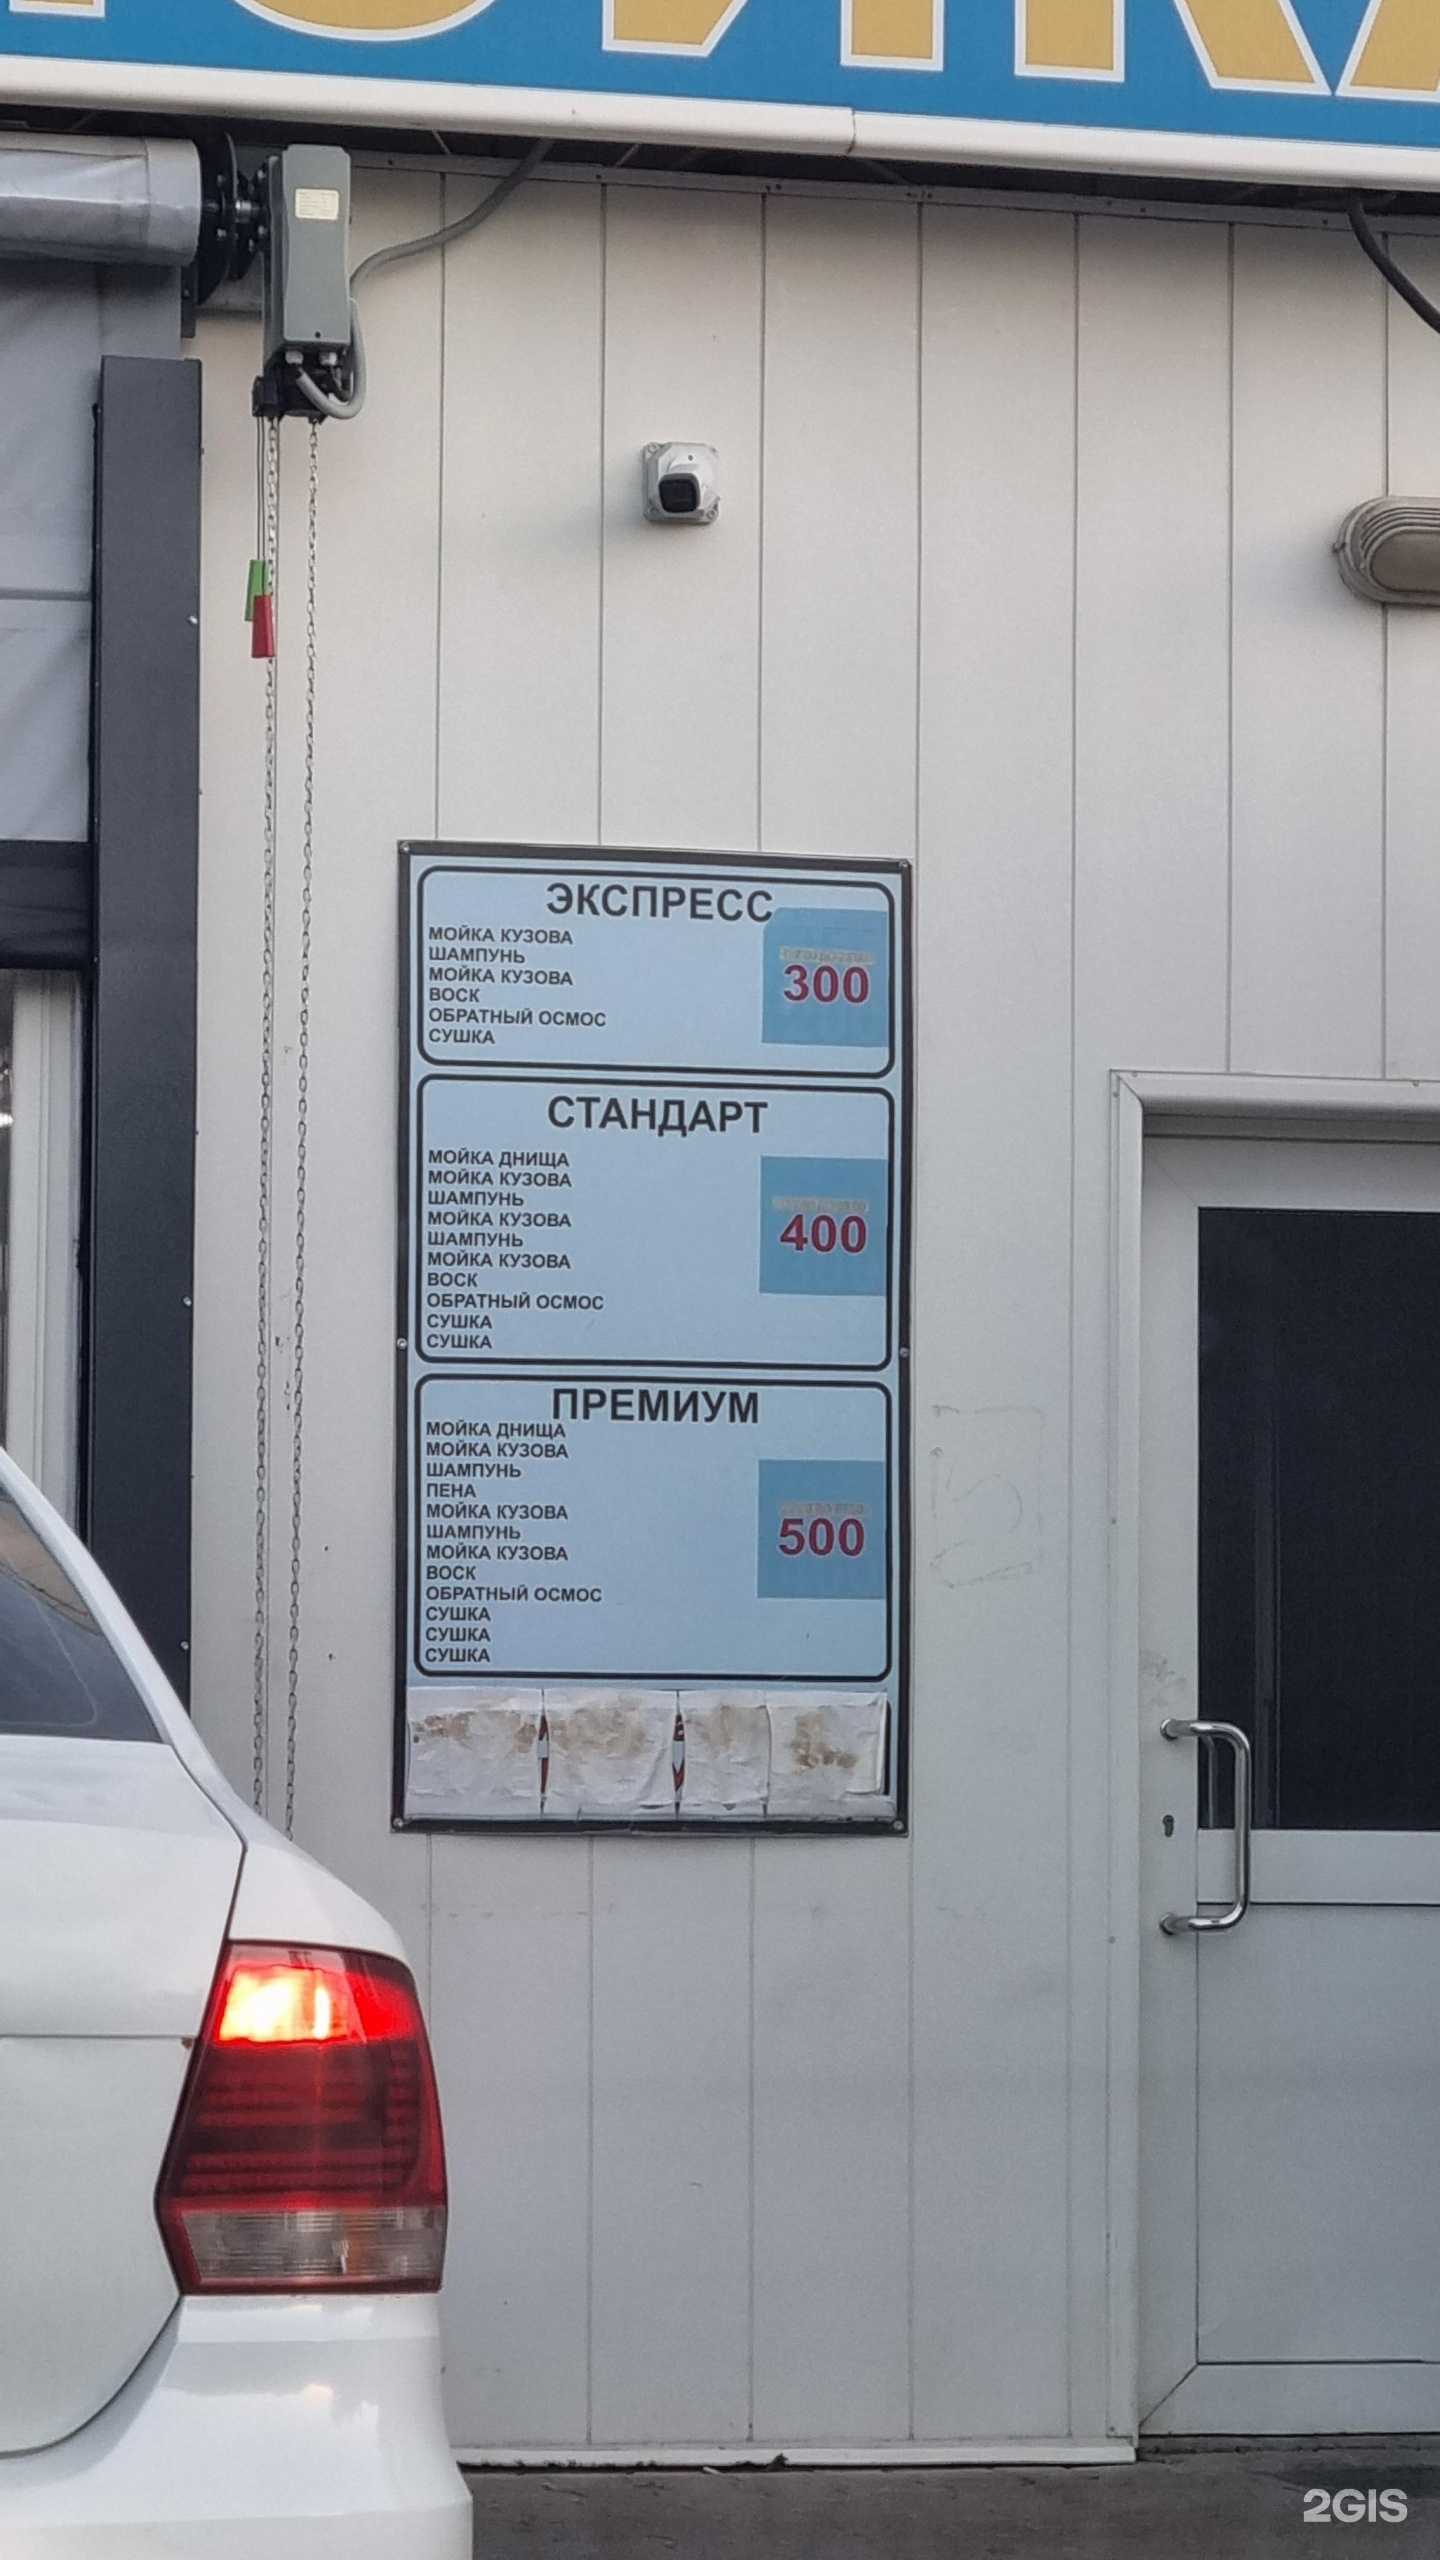 ЭКСПРЕСС
МОЙКА КУЗОВА
ШАМПУНЬ
МОЙКА КУЗОВА
ВОСК
ОБРАТНЫЙ ОСМОС
СУШКА
300
СТАНДАРТ
МОЙКА ДНИЩА
МОЙКА КУЗОВА
ШАМПУНЬ
МОЙКА КУЗОВА
ШАМПУНЬ
МОЙКА КУЗОВА
ВОСК
ОБРАТНЫЙ ОСМОС
СУШКА
СУШКА
400
ПРЕМИУМ
МОЙКА ДНИЩА
МОЙКА КУЗОВА
ШАМПУНЬ
ПЕНА
МОЙКА КУЗОВА
ШАМПУНЬ
МОЙКА КУЗОВА
ВОСК
ОБРАТНЫЙ ОСМОС
СУШКА
СУШКА
СУШКА
500
2GIS